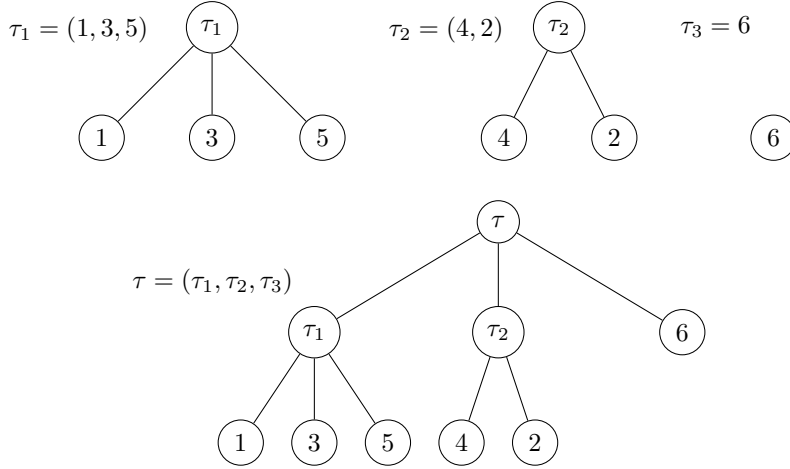 τ₁ = (1, 3, 5) τ₁ τ₂ = (4, 2) τ₂ τ₃ = 6
1 3 5 4 2 6
τ
τ = (τ₁, τ₂, τ₃)
τ₁ τ₂ 6
1 3 5 4 2